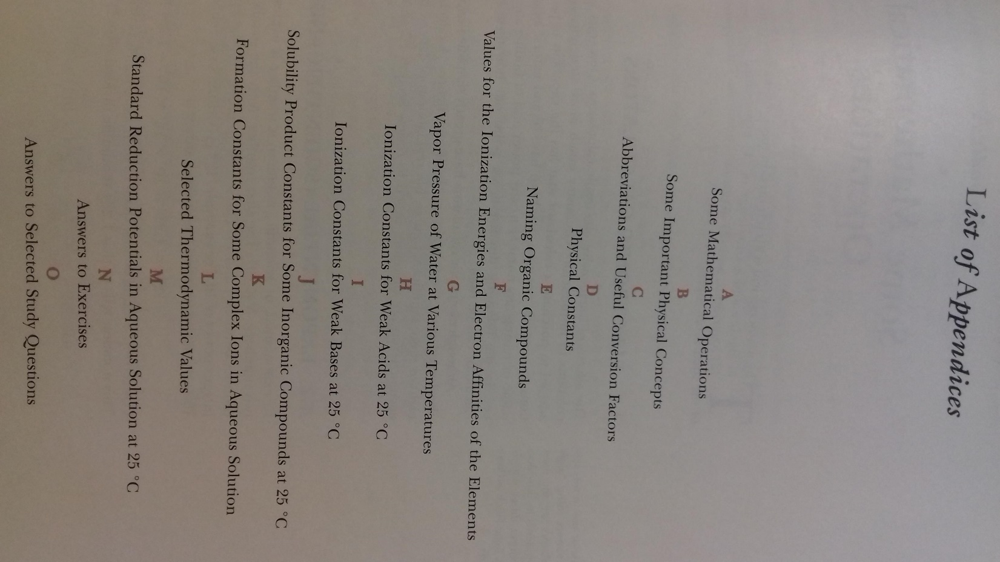 List of Appendices
A
Some Mathematical Operations
B
Some Important Physical Concepts
C
Abbreviations and Useful Conversion Factors
D
Physical Constants
E
Naming Organic Compounds
F
Values for the Ionization Energies and Electron Affinities of the Elements
G
Vapor Pressure of Water at Various Temperatures
H
Ionization Constants for Weak Acids at 25 °C
I
Ionization Constants for Weak Bases at 25 °C
J
Solubility Product Constants for Some Inorganic Compounds at 25 °C
K
Formation Constants for Some Complex Ions in Aqueous Solution
L
Selected Thermodynamic Values
M
Standard Reduction Potentials in Aqueous Solution at 25 °C
N
Answers to Exercises
O
Answers to Selected Study Questions